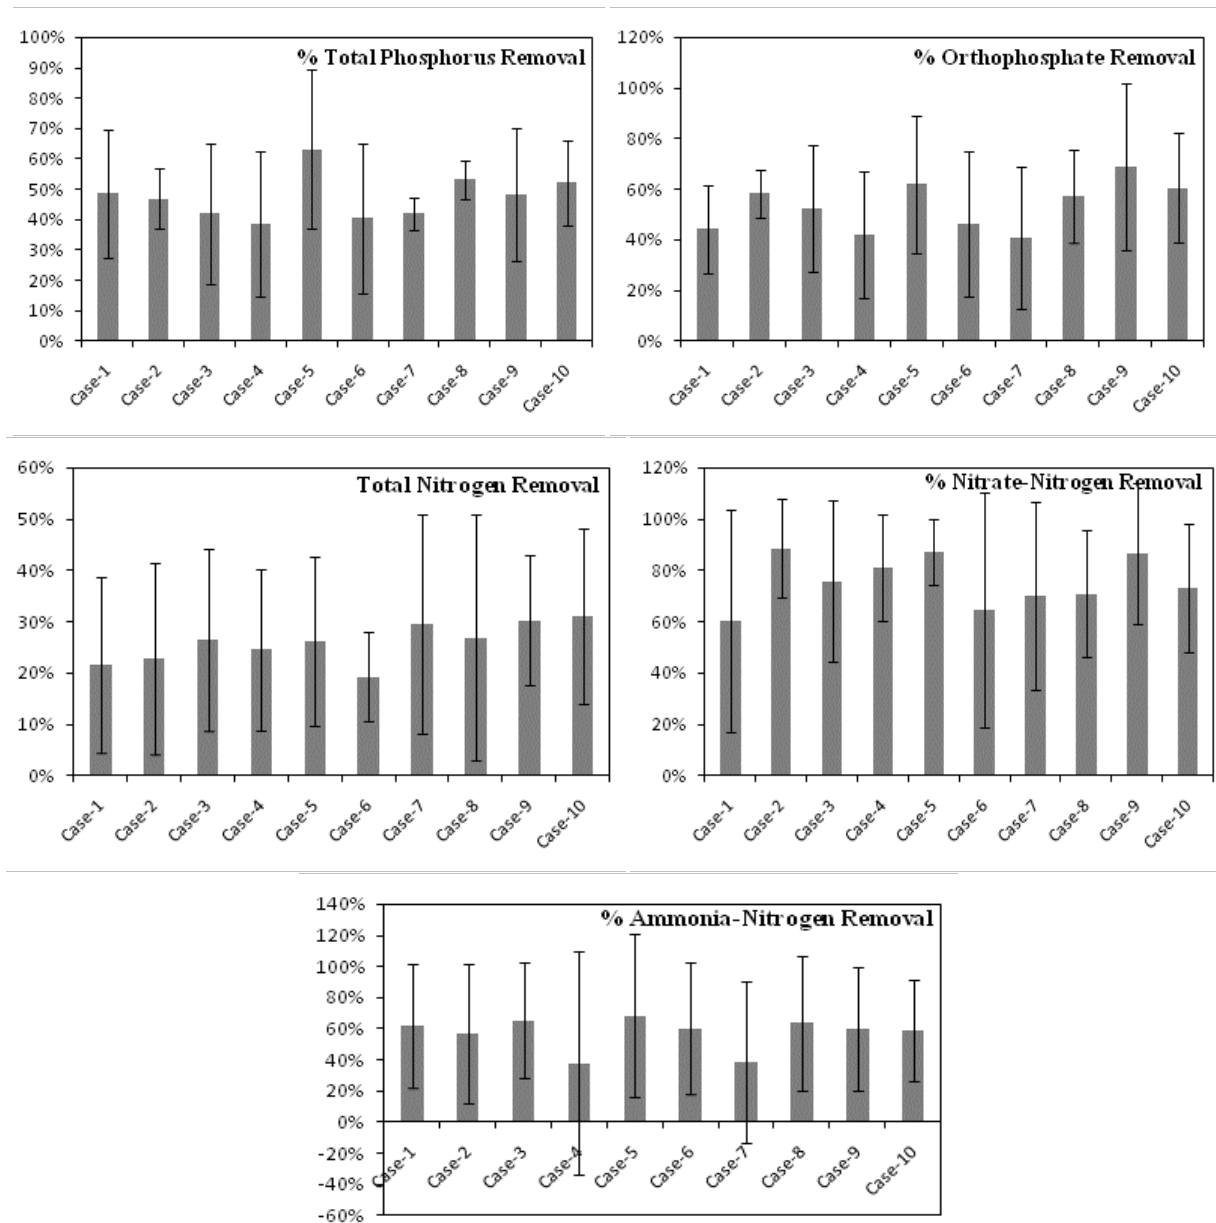 % Total Phosphorus Removal
100%
90%
80%
70%
60%
50%
40%
30%
20%
10%
0%
Case-1
Case-2
Case-3
Case-4
Case-5
Case-6
Case-7
Case-8
Case-9
Case-10
% Orthophosphate Removal
120%
100%
80%
60%
40%
20%
0%
Case-1
Case-2
Case-3
Case-4
Case-5
Case-6
Case-7
Case-8
Case-9
Case-10
Total Nitrogen Removal
60%
50%
40%
30%
20%
10%
0%
Case-1
Case-2
Case-3
Case-4
Case-5
Case-6
Case-7
Case-8
Case-9
Case-10
% Nitrate-Nitrogen Removal
120%
100%
80%
60%
40%
20%
0%
Case-1
Case-2
Case-3
Case-4
Case-5
Case-6
Case-7
Case-8
Case-9
Case-10
% Ammonia-Nitrogen Removal
140%
120%
100%
80%
60%
40%
20%
0%
-20%
-40%
-60%
Case-1
Case-2
Case-3
Case-4
Case-5
Case-6
Case-7
Case-8
Case-9
Case-10